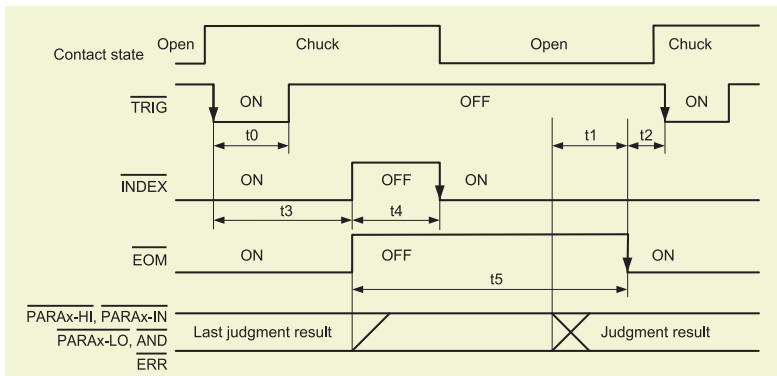 Contact state Open Chuck Open Chuck
TRIG ON OFF ON
t0 t1 t2
INDEX ON OFF ON
t3 t4
EOM ON OFF ON
t5
PARAx-HI, PARAx-IN
PARAx-LO, AND Last judgment result Judgment result
ERR